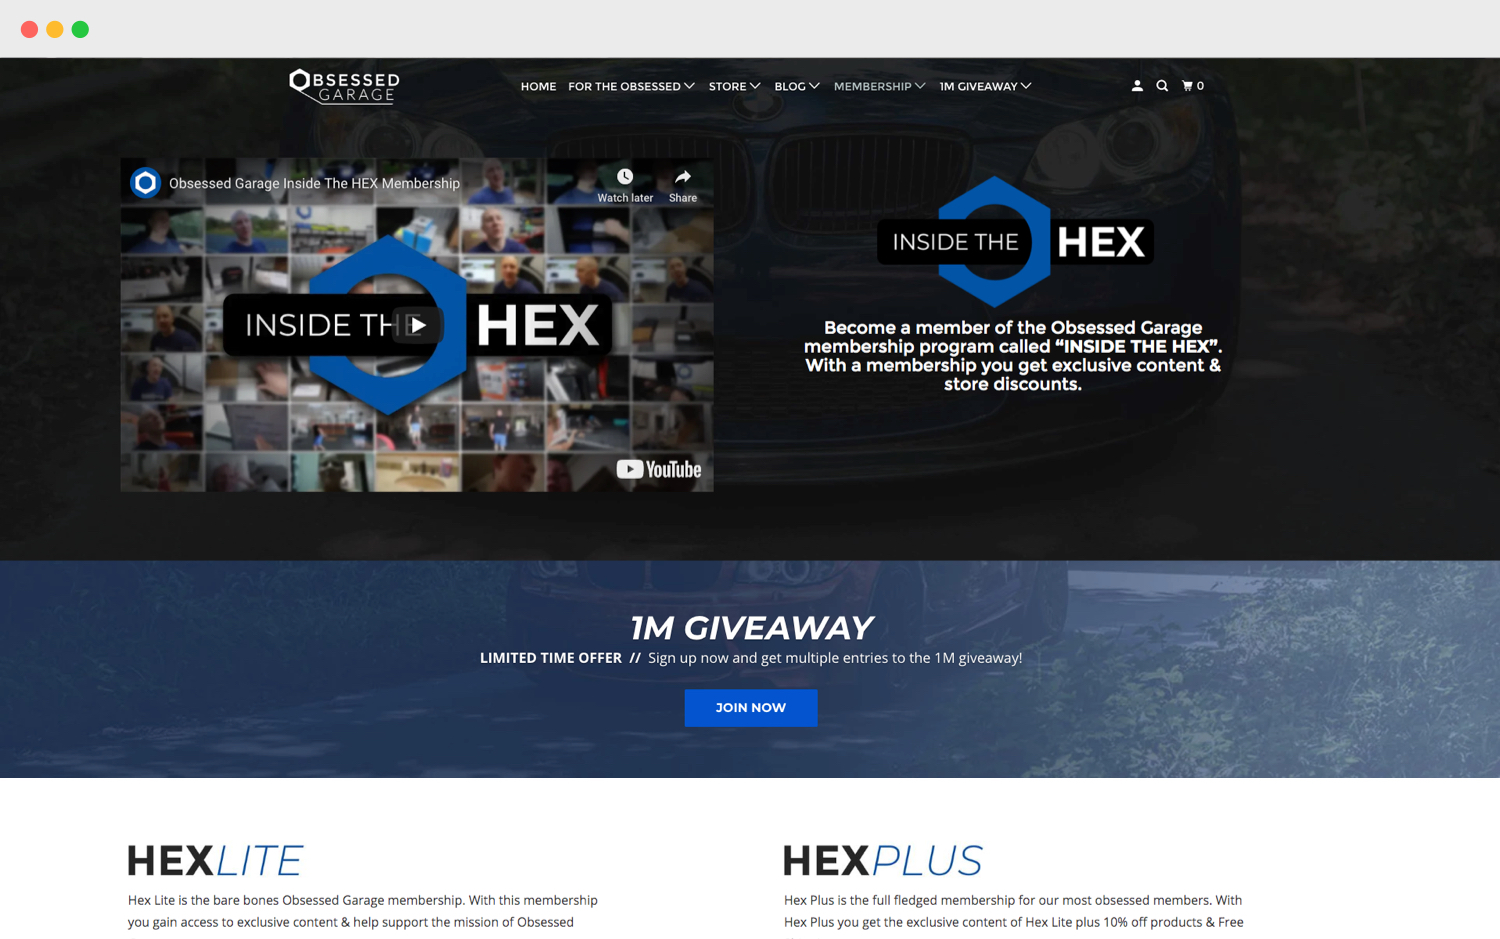 OBSESSED
GARAGE
HOME FOR THE OBSESSED STORE BLOG MEMBERSHIP 1M GIVEAWAY 0
Obsessed Garage Inside The HEX Membership
Watch later Share
INSIDE THE HEX
YouTube
INSIDE THE HEX
Become a member of the Obsessed Garage
membership program called “INSIDE THE HEX”.
With a membership you get exclusive content &
store discounts.
1M GIVEAWAY
LIMITED TIME OFFER // Sign up now and get multiple entries to the 1M giveaway!
JOIN NOW
HEXLITE
Hex Lite is the bare bones Obsessed Garage membership. With this membership
you gain access to exclusive content & help support the mission of Obsessed
HEXPLUS
Hex Plus is the full fledged membership for our most obsessed members. With
Hex Plus you get the exclusive content of Hex Lite plus 10% off products & Free